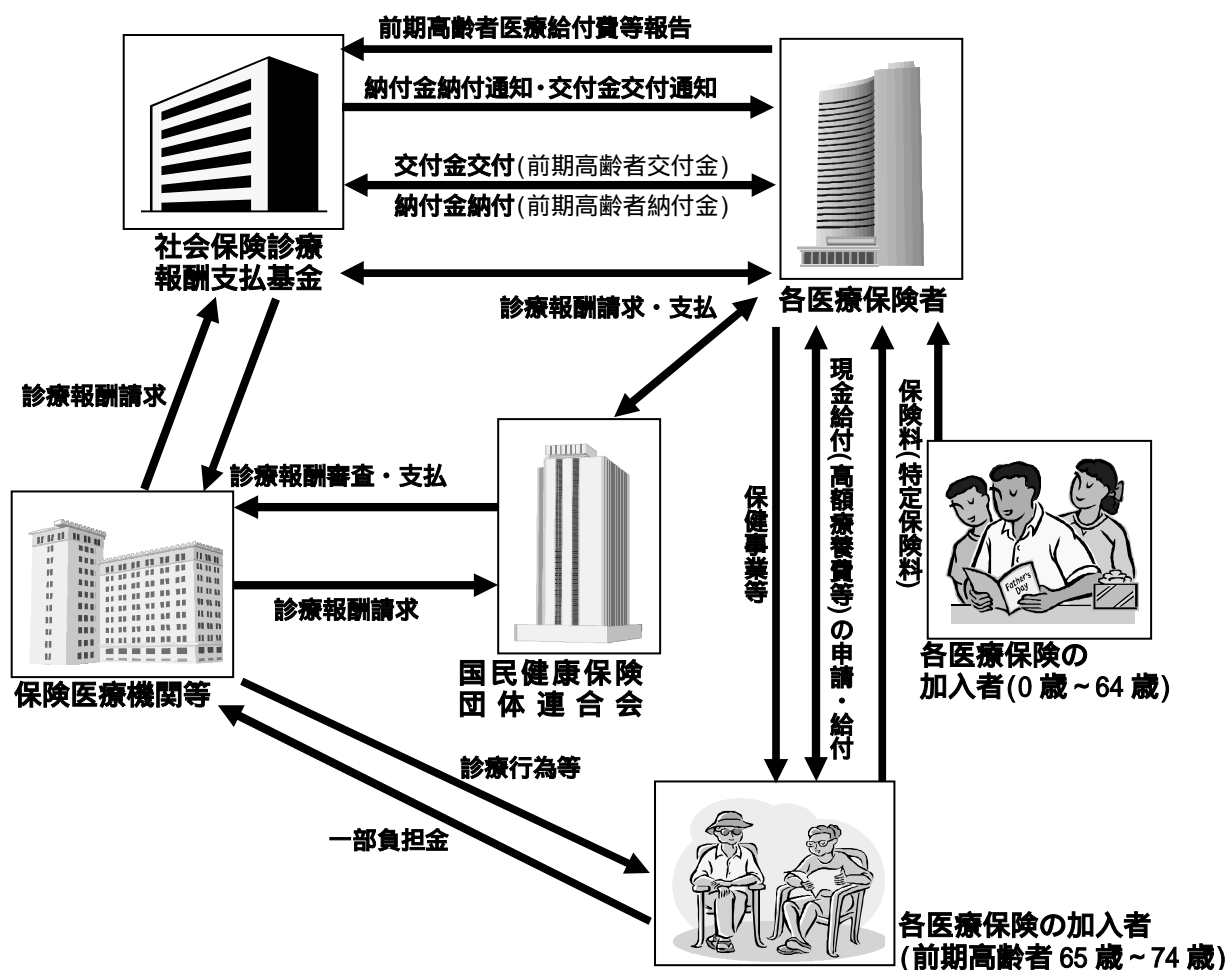 前期高齢者医療給付費等報告
納付金納付通知・交付金交付通知
交付金交付(前期高齢者交付金)
納付金納付(前期高齢者納付金)
社会保険診療
報酬支払基金
各医療保険者
診療報酬請求・支払
診療報酬請求
診療報酬審査・支払
診療報酬請求
保険医療機関等
国民健康保険
団体連合会
保健事業等
現金給付(高額療養費等)の申請・給付
保険料(特定保険料)
Father's
Day
各医療保険の
加入者(0歳~64歳)
診療行為等
一部負担金
各医療保険の加入者
(前期高齢者65歳~74歳)